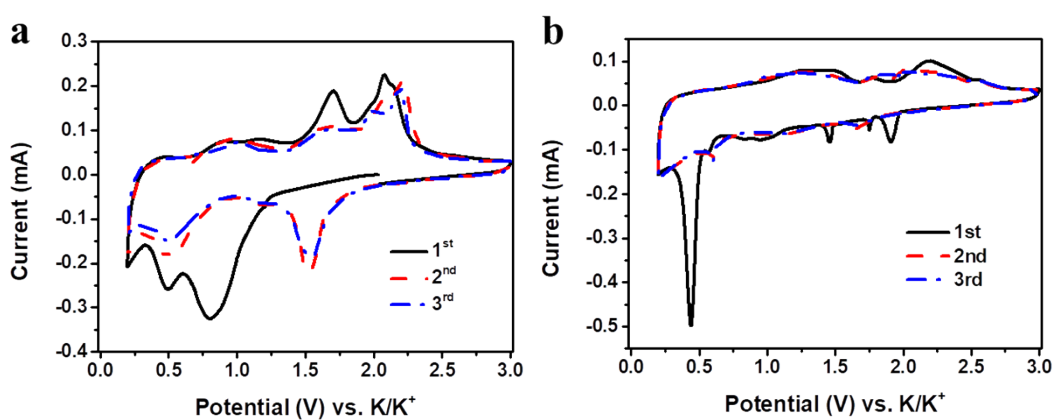 a
0.3
0.2
0.1
0.0
-0.1
-0.2
-0.3
-0.4
Current (mA)
1st
2nd
3rd
0.0 0.5 1.0 1.5 2.0 2.5 3.0
Potential (V) vs. K/K+
b
0.1
0.0
-0.1
-0.2
-0.3
-0.4
-0.5
Current (mA)
1st
2nd
3rd
0.0 0.5 1.0 1.5 2.0 2.5 3.0
Potential (V) vs. K/K+